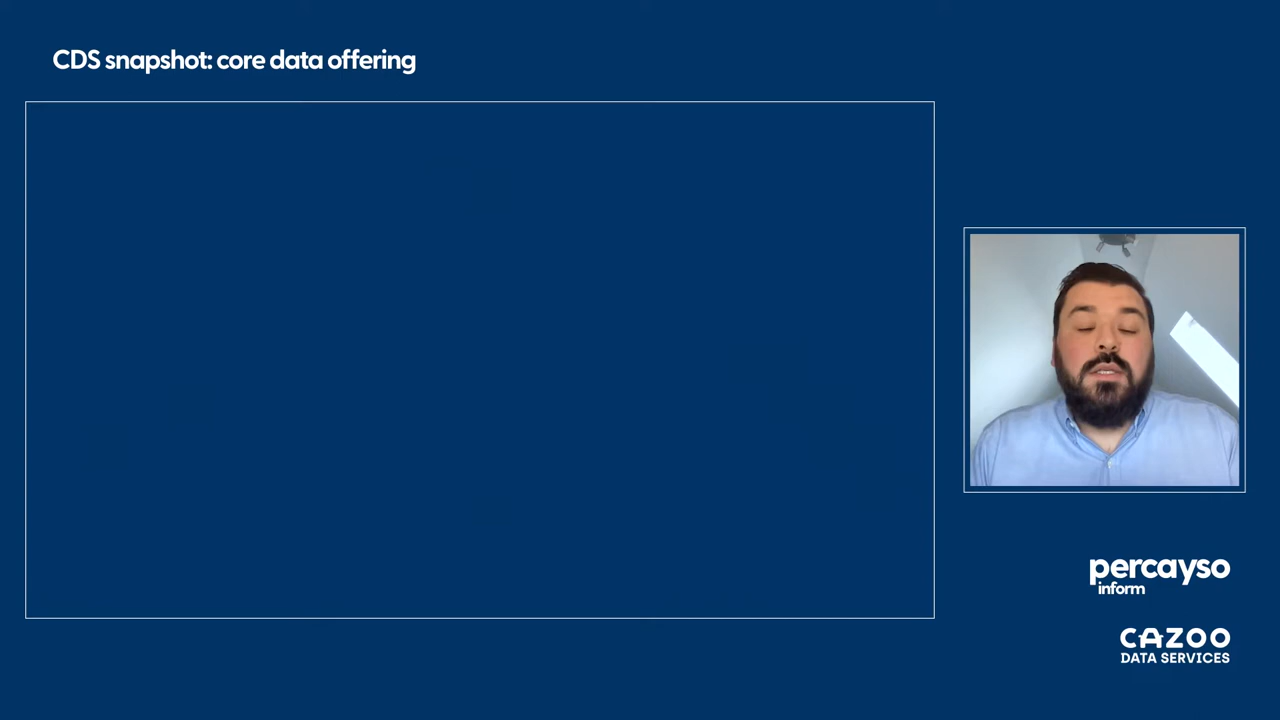 CDS snapshot: core data offering
percayso
inform
CAZOO
DATA SERVICES